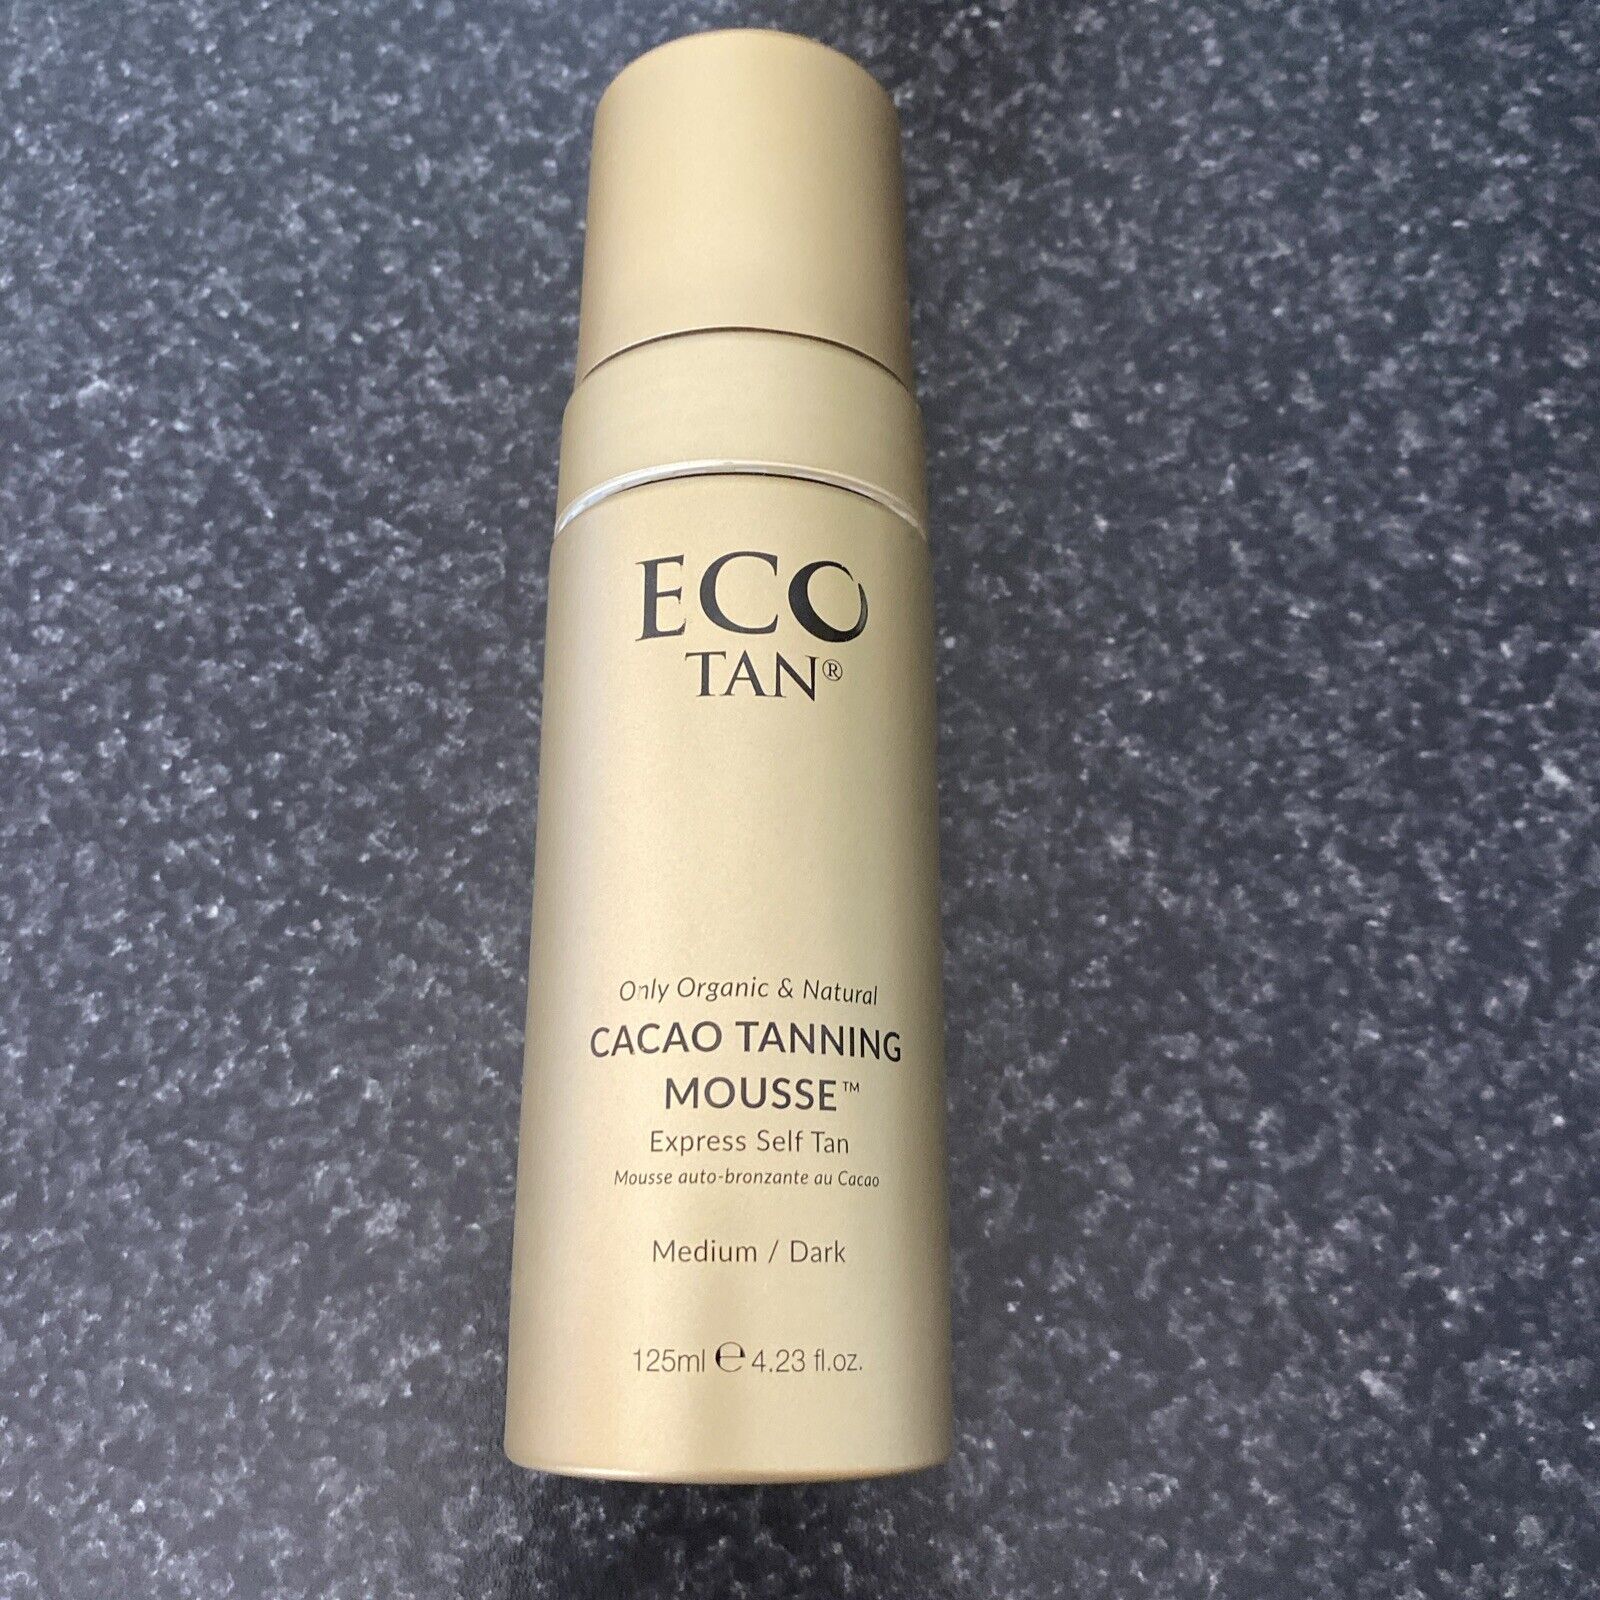 ECO
TAN®
Only Organic & Natural
CACAO TANNING
MOUSSE™
Express Self Tan
Mousse auto-bronzante au Cacao
Medium / Dark
125ml ℮ 4.23 fl.oz.